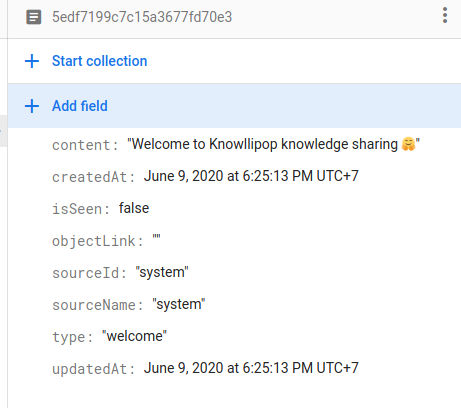 5edf7199c7c15a3677fd70e3
Start collection
Add field
content: "Welcome to Knowllipop knowledge sharing 🤗"
createdAt: June 9, 2020 at 6:25:13 PM UTC+7
isSeen: false
objectLink: ""
sourceId: "system"
sourceName: "system"
type: "welcome"
updatedAt: June 9, 2020 at 6:25:13 PM UTC+7